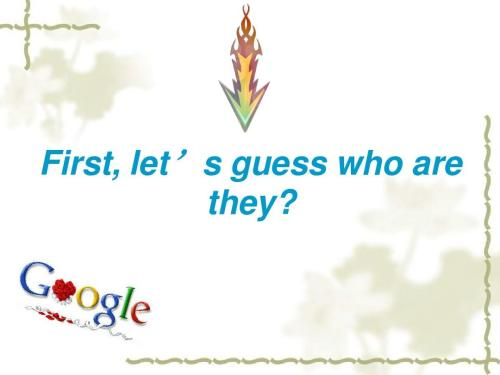 First, let’s guess who are
they?
Google